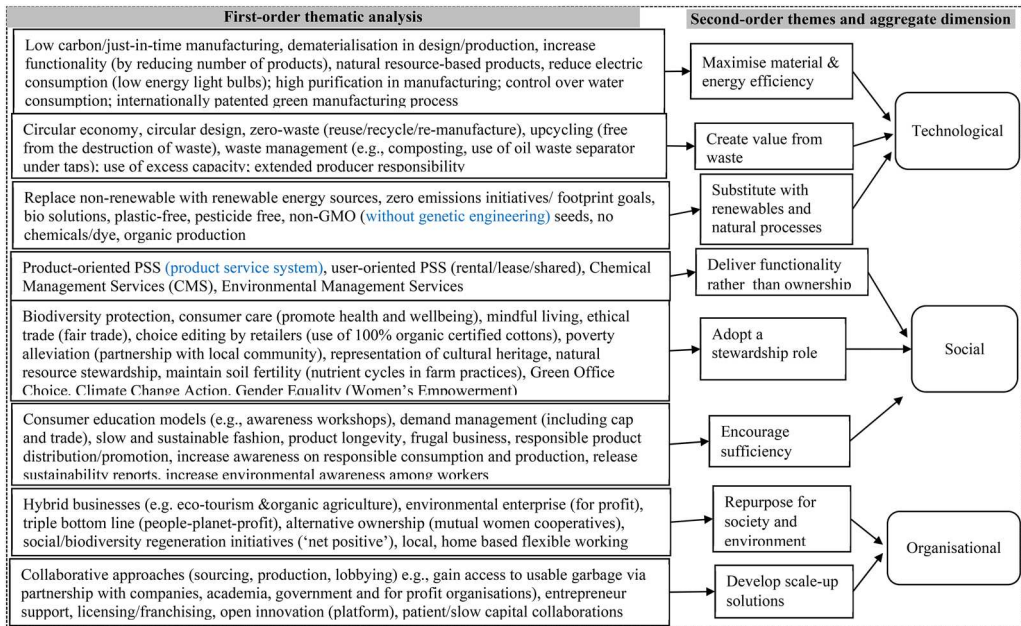 First-order thematic analysis
Second-order themes and aggregate dimension
Low carbon/just-in-time manufacturing, dematerialisation in design/production, increase
functionality (by reducing number of products), natural resource-based products, reduce electric
consumption (low energy light bulbs); high purification in manufacturing; control over water
consumption; internationally patented green manufacturing process
Maximise material &
energy efficiency
Circular economy, circular design, zero-waste (reuse/recycle/re-manufacture), upcycling (free
from the destruction of waste), waste management (e.g., composting, use of oil waste separator
under taps); use of excess capacity; extended producer responsibility
Create value from
waste
Technological
Replace non-renewable with renewable energy sources, zero emissions initiatives/ footprint goals,
bio solutions, plastic-free, pesticide free, non-GMO (without genetic engineering) seeds, no
chemicals/dye, organic production
Substitute with
renewables and
natural processes
Product-oriented PSS (product service system), user-oriented PSS (rental/lease/shared), Chemical
Management Services (CMS), Environmental Management Services
Deliver functionality
rather than ownership
Biodiversity protection, consumer care (promote health and wellbeing), mindful living, ethical
trade (fair trade), choice editing by retailers (use of 100% organic certified cottons), poverty
alleviation (partnership with local community), representation of cultural heritage, natural
resource stewardship, maintain soil fertility (nutrient cycles in farm practices), Green Office
Choice, Climate Change Action, Gender Equality (Women's Empowerment)
Adopt a
stewardship role
Social
Consumer education models (e.g., awareness workshops), demand management (including cap
and trade), slow and sustainable fashion, product longevity, frugal business, responsible product
distribution/promotion, increase awareness on responsible consumption and production, release
sustainability reports, increase environmental awareness among workers
Encourage
sufficiency
Hybrid businesses (e.g. eco-tourism &organic agriculture), environmental enterprise (for profit),
triple bottom line (people-planet-profit), alternative ownership (mutual women cooperatives),
social/biodiversity regeneration initiatives ('net positive'), local, home based flexible working
Repurpose for
society and
environment
Organisational
Collaborative approaches (sourcing, production, lobbying) e.g., gain access to usable garbage via
partnership with companies, academia, government and for profit organisations), entrepreneur
support, licensing/franchising, open innovation (platform), patient/slow capital collaborations
Develop scale-up
solutions